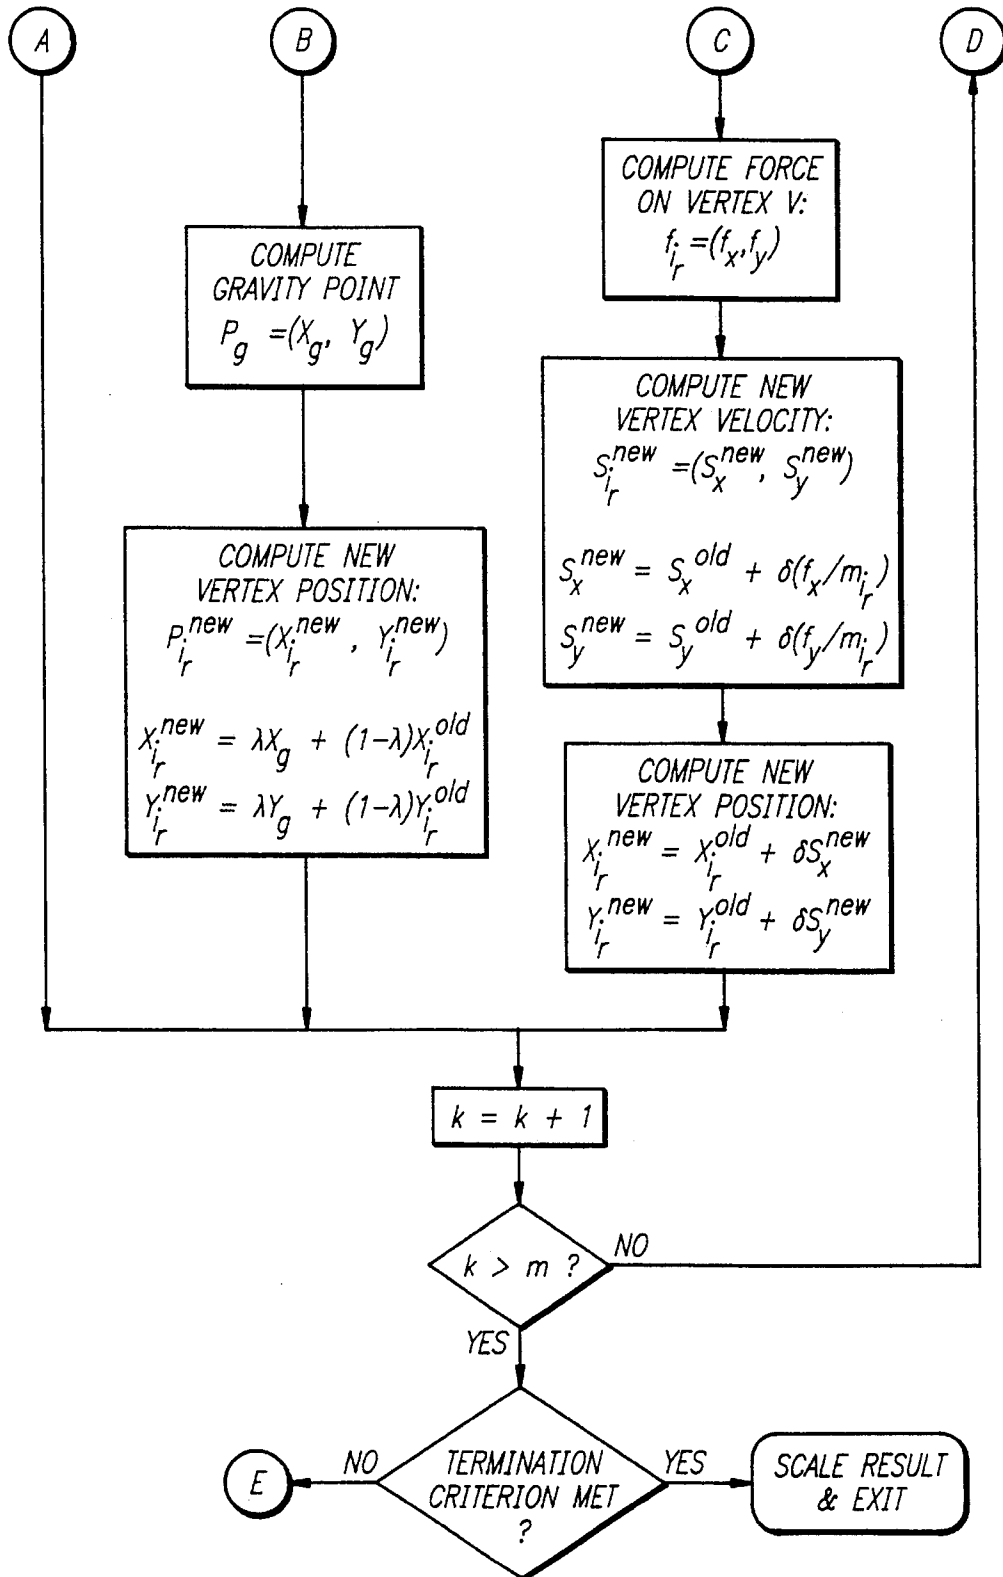 A
B
C
D
COMPUTE
GRAVITY POINT
P_g =(X_g, Y_g)
COMPUTE NEW
VERTEX POSITION:
P_{i_r}^{new} =(X_{i_r}^{new} , Y_{i_r}^{new})
X_{i_r}^{new} = λX_g + (1-λ)X_{i_r}^{old}
Y_{i_r}^{new} = λY_g + (1-λ)Y_{i_r}^{old}
COMPUTE FORCE
ON VERTEX V:
f_{i_r} =(f_x,f_y)
COMPUTE NEW
VERTEX VELOCITY:
S_{i_r}^{new} =(S_x^{new}, S_y^{new})
S_x^{new} = S_x^{old} + δ(f_x/m_{i_r})
S_y^{new} = S_y^{old} + δ(f_y/m_{i_r})
COMPUTE NEW
VERTEX POSITION:
X_{i_r}^{new} = X_{i_r}^{old} + δS_x^{new}
Y_{i_r}^{new} = Y_{i_r}^{old} + δS_y^{new}
k = k + 1
k > m ?
NO
YES
TERMINATION
CRITERION MET
?
NO
E
YES
SCALE RESULT
& EXIT